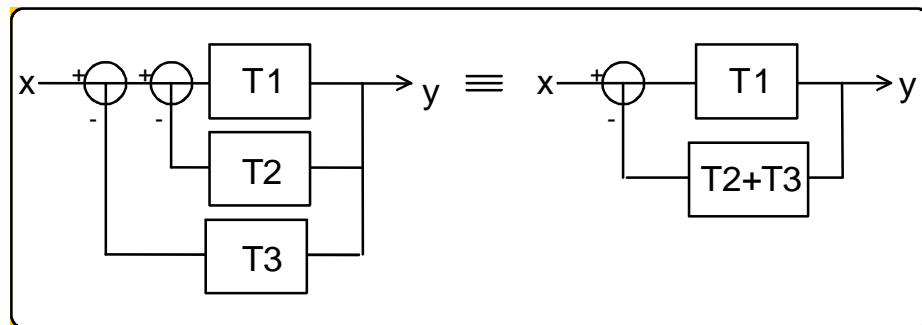 + + T1 + T1
x y ≡ x y
- - -
T2 T2+T3
T3